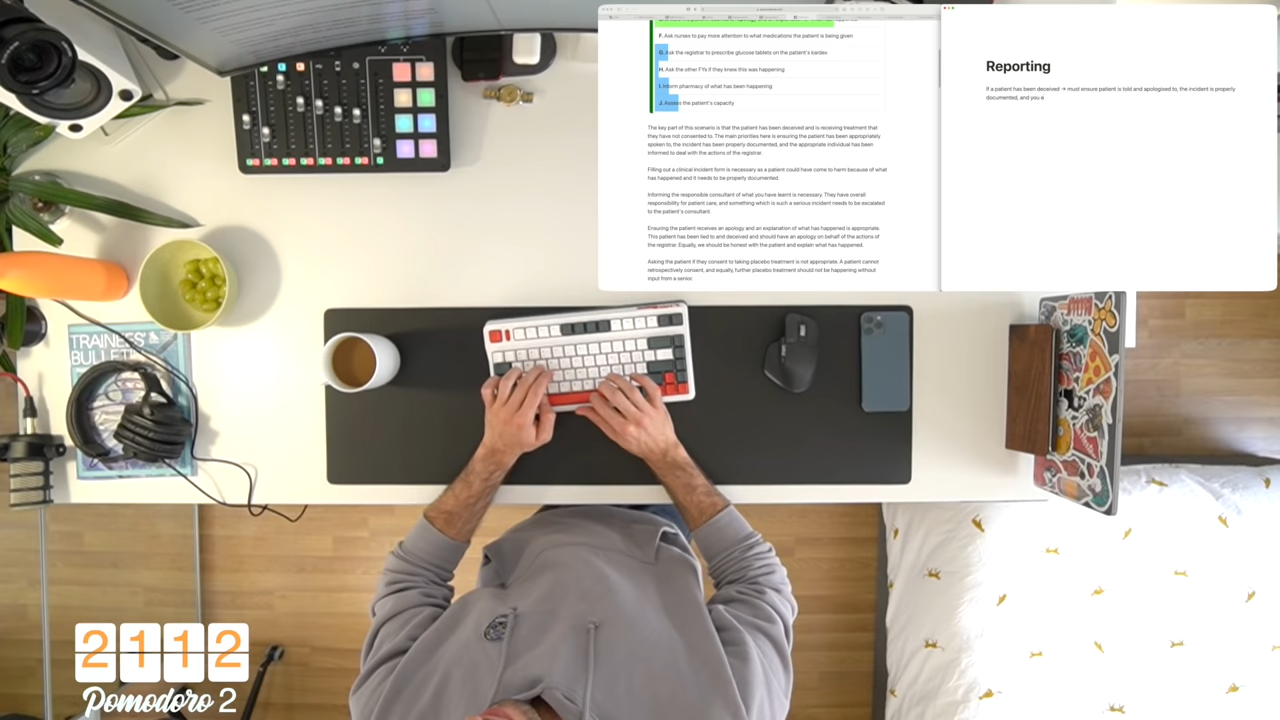 F. Ask nurses to pay more attention to what medications the patient is being given
G. Ask the registrar to prescribe glucose tablets on the patient's kardex
H. Ask the other FYs if they knew this was happening
I. Inform pharmacy of what has been happening
J. Assess the patient's capacity
The key part of this scenario is that the patient has been deceived and is receiving treatment that
they have not consented to. The main priorities here is ensuring the patient has been appropriately
spoken to, the incident has been properly documented, and the appropriate individual has been
informed to deal with the actions of the registrar.
Filling out a clinical incident form is necessary as a patient could have come to harm because of what
has happened and it needs to be properly documented.
Informing the responsible consultant of what you have learnt is necessary. They have overall
responsibility for patient care, and something which is such a serious incident needs to be escalated
to the patient's consultant.
Ensuring the patient receives an apology and an explanation of what has happened is appropriate.
This patient has been lied to and deceived and should have an apology on behalf of the actions of
the registrar. Equally, we should be honest with the patient and explain what has happened.
Asking the patient if they consent to taking placebo treatment is not appropriate. A patient cannot
retrospectively consent, and equally, further placebo treatment should not be happening without
input from a senior.
Reporting
If a patient has been deceived → must ensure patient is told and apologised to, the incident is properly
documented, and you e
TRAINEES'
BULLETIN
2112
Pomodoro 2